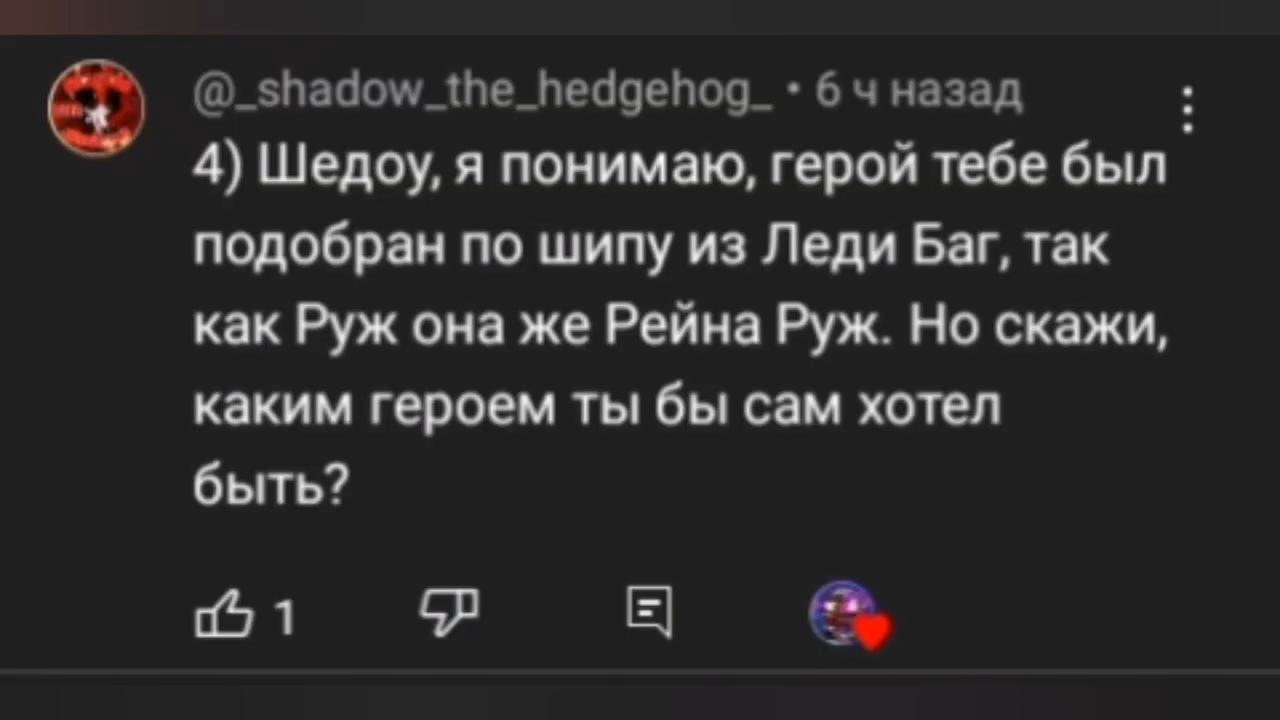 @_shadow_the_hedgehog_ • 6 ч назад
4) Шедоу, я понимаю, герой тебе был
подобран по шипу из Леди Баг, так
как Руж она же Рейна Руж. Но скажи,
каким героем ты бы сам хотел
быть?
1